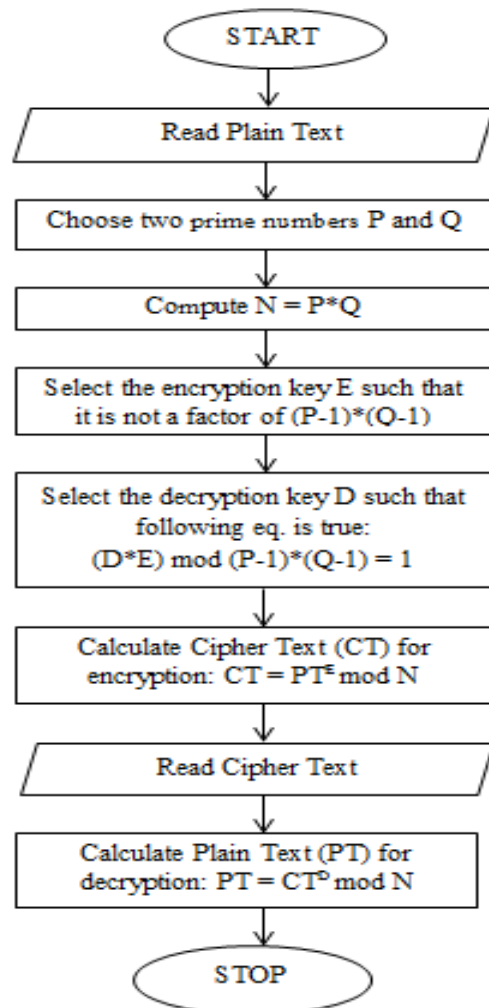 START
Read Plain Text
Choose two prime numbers P and Q
Compute N = P*Q
Select the encryption key E such that
it is not a factor of (P-1)*(Q-1)
Select the decryption key D such that
following eq. is true:
(D*E) mod (P-1)*(Q-1) = 1
Calculate Cipher Text (CT) for
encryption: CT = PTᴱ mod N
Read Cipher Text
Calculate Plain Text (PT) for
decryption: PT = CTᴰ mod N
STOP